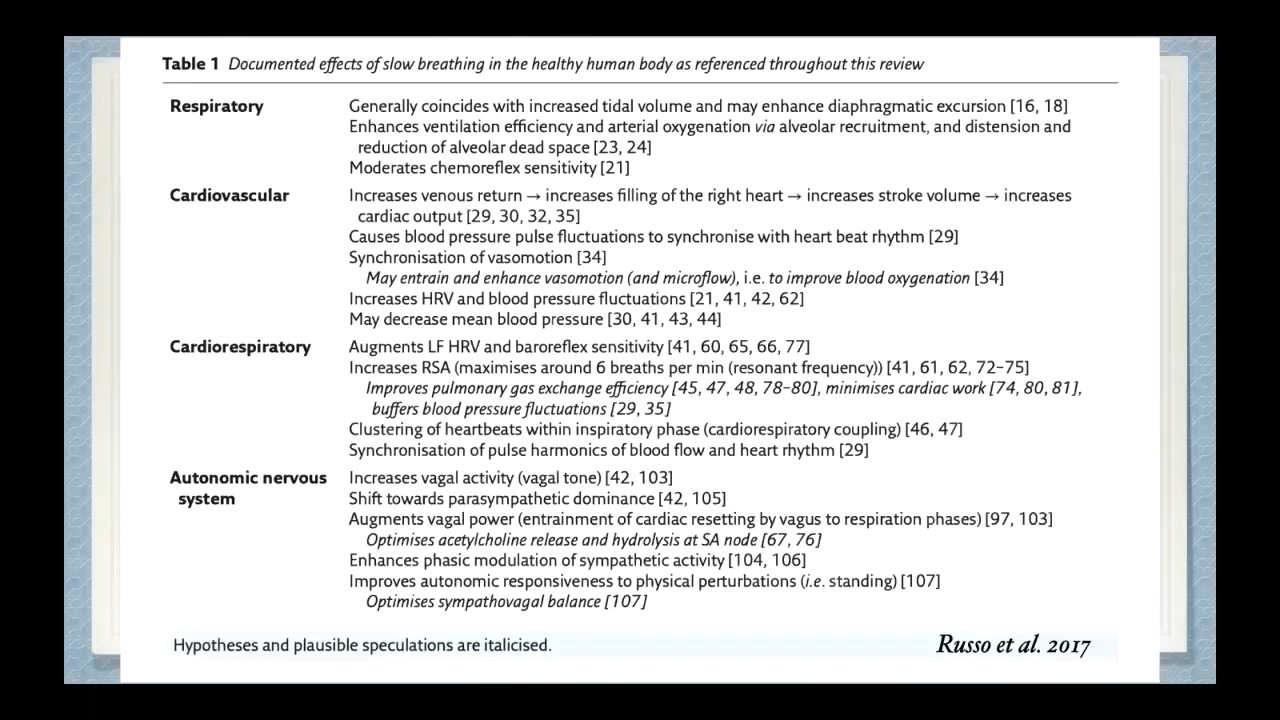 Table 1 Documented effects of slow breathing in the healthy human body as referenced throughout this review
Respiratory Generally coincides with increased tidal volume and may enhance diaphragmatic excursion [16, 18]
Enhances ventilation efficiency and arterial oxygenation via alveolar recruitment, and distension and
reduction of alveolar dead space [23, 24]
Moderates chemoreflex sensitivity [21]
Cardiovascular Increases venous return → increases filling of the right heart → increases stroke volume → increases
cardiac output [29, 30, 32, 35]
Causes blood pressure pulse fluctuations to synchronise with heart beat rhythm [29]
Synchronisation of vasomotion [34]
May entrain and enhance vasomotion (and microflow), i.e. to improve blood oxygenation [34]
Increases HRV and blood pressure fluctuations [21, 41, 42, 62]
May decrease mean blood pressure [30, 41, 43, 44]
Cardiorespiratory Augments LF HRV and baroreflex sensitivity [41, 60, 65, 66, 77]
Increases RSA (maximises around 6 breaths per min (resonant frequency)) [41, 61, 62, 72–75]
Improves pulmonary gas exchange efficiency [45, 47, 48, 78–80], minimises cardiac work [74, 80, 81],
buffers blood pressure fluctuations [29, 35]
Clustering of heartbeats within inspiratory phase (cardiorespiratory coupling) [46, 47]
Synchronisation of pulse harmonics of blood flow and heart rhythm [29]
Autonomic nervous Increases vagal activity (vagal tone) [42, 103]
system Shift towards parasympathetic dominance [42, 105]
Augments vagal power (entrainment of cardiac resetting by vagus to respiration phases) [97, 103]
Optimises acetylcholine release and hydrolysis at SA node [67, 76]
Enhances phasic modulation of sympathetic activity [104, 106]
Improves autonomic responsiveness to physical perturbations (i.e. standing) [107]
Optimises sympathovagal balance [107]
Hypotheses and plausible speculations are italicised. Russo et al. 2017